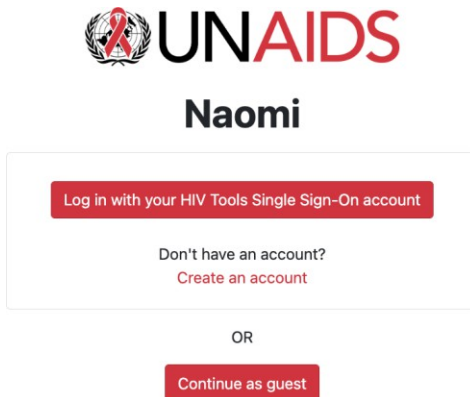 UNAIDS
Naomi
Log in with your HIV Tools Single Sign-On account
Don't have an account?
Create an account
OR
Continue as guest